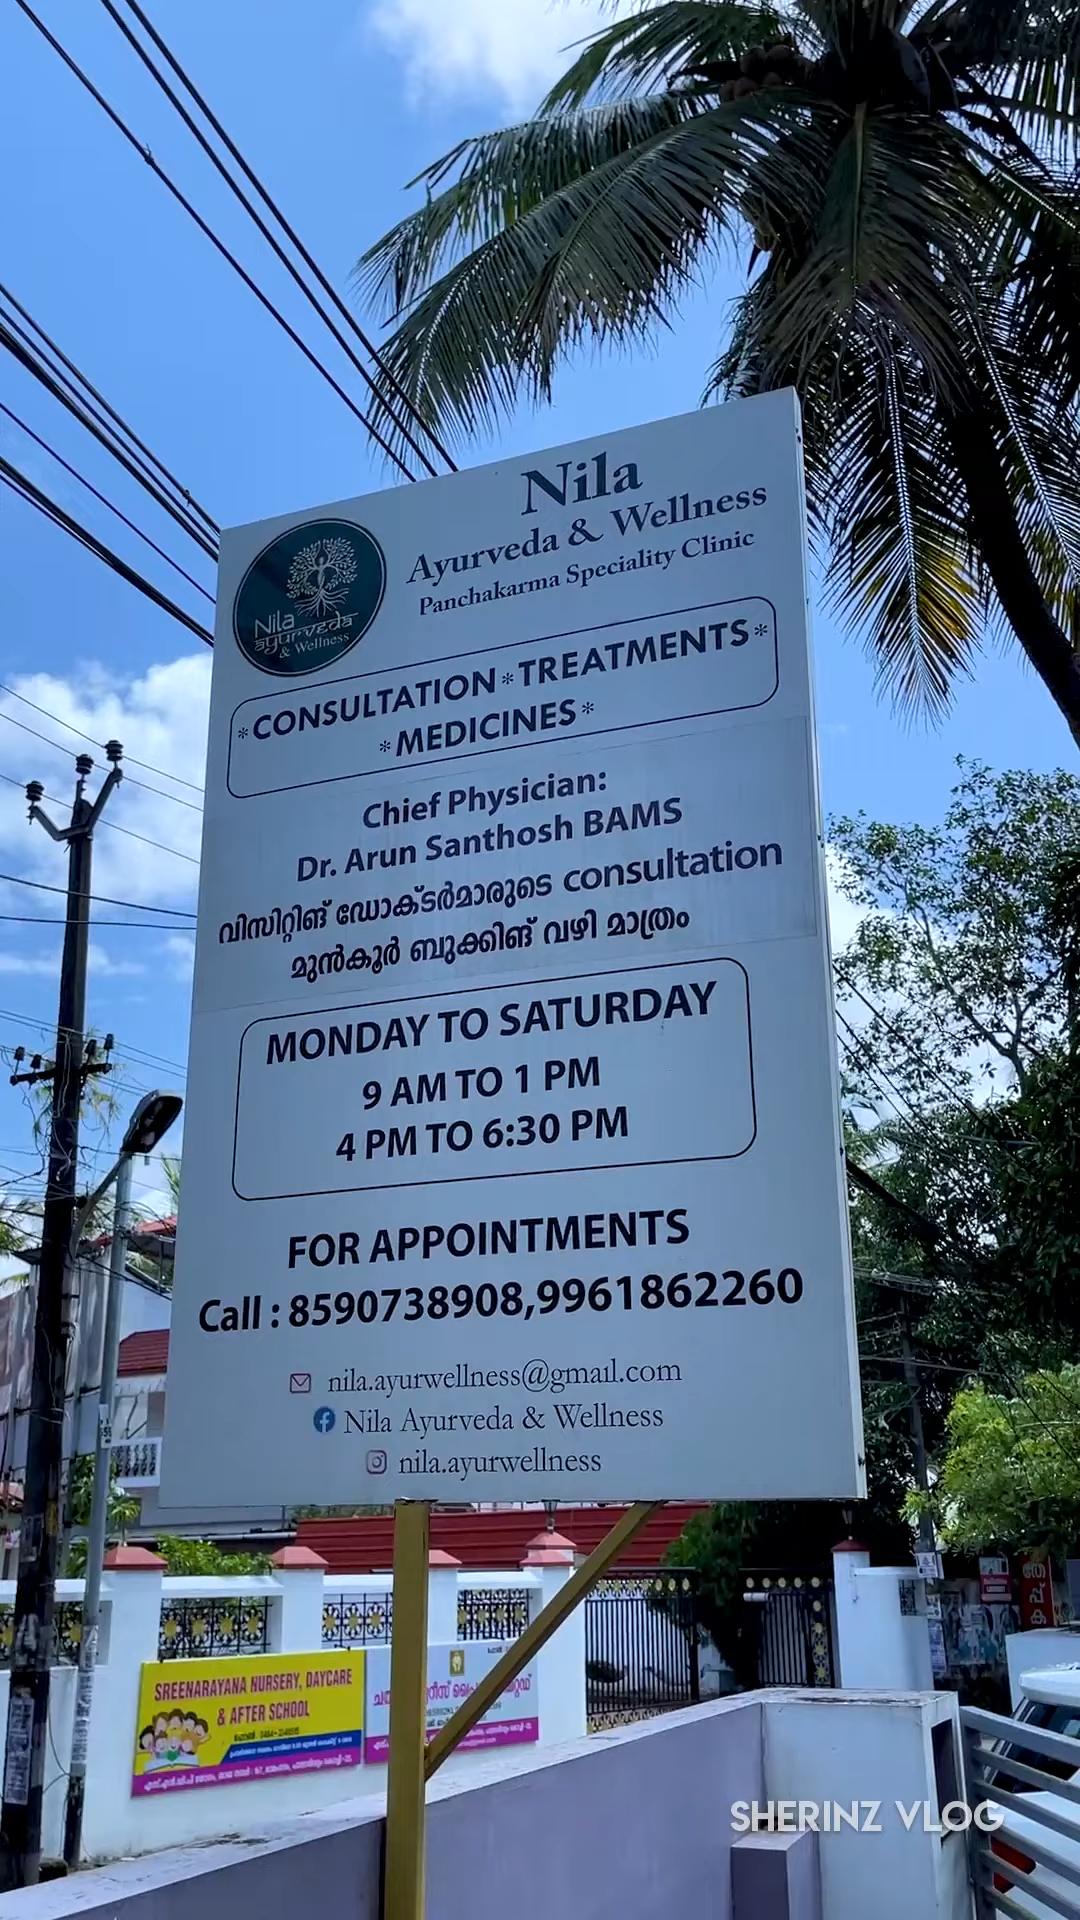 Nila
Ayurveda & Wellness
Panchakarma Speciality Clinic
Nila
ayurveda
& Wellness
*CONSULTATION*TREATMENTS*
*MEDICINES*
Chief Physician:
Dr. Arun Santhosh BAMS
വിസിറ്റിങ് ഡോക്ടർമാരുടെ consultation
മുൻകൂർ ബുക്കിങ് വഴി മാത്രം
MONDAY TO SATURDAY
9 AM TO 1 PM
4 PM TO 6:30 PM
FOR APPOINTMENTS
Call : 8590738908,9961862260
nila.ayurwellness@gmail.com
Nila Ayurveda & Wellness
nila.ayurwellness
SREENARAYANA NURSERY, DAYCARE
& AFTER SCHOOL
SHERINZ VLOG